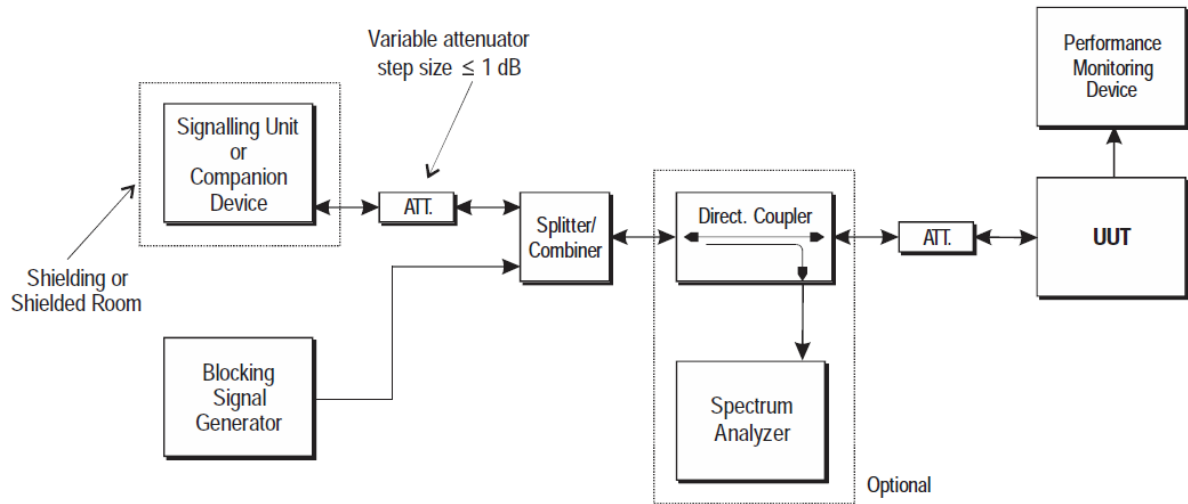 Variable attenuator
step size ≤ 1 dB
Performance
Monitoring
Device
Signalling Unit
or
Companion
Device
ATT.
Splitter/
Combiner
Direct. Coupler
ATT.
UUT
Shielding or
Shielded Room
Blocking
Signal
Generator
Spectrum
Analyzer
Optional